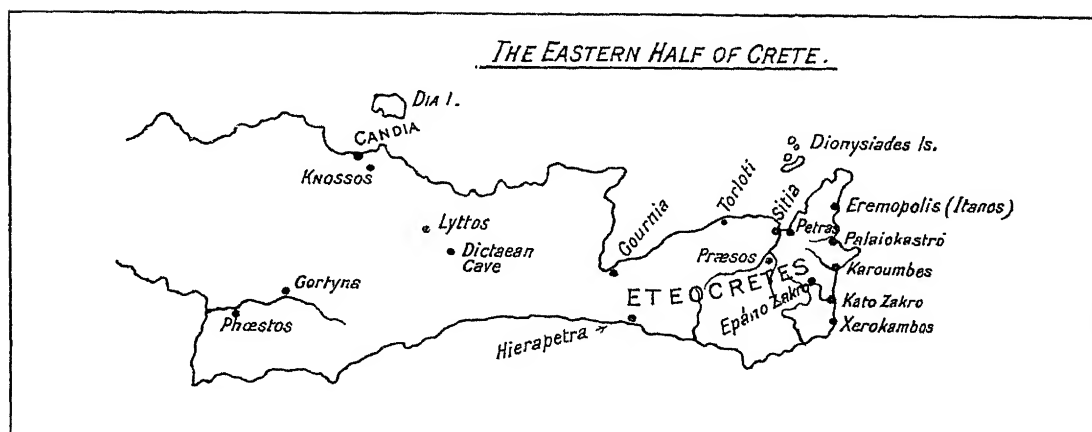 THE EASTERN HALF OF CRETE.
DIA I.
CANDIA
Knossos
Dionysiades Is.
Torloti
Sitia
Gournia
Eremopolis (Itanos)
Lyttos
Petras
Palaiokastro
Dictaean
Cave
Præsos
Karoumbes
Gortyna
ETEOCRETES
Epáno Zakro
Kato Zakro
Phœstos
Xerokambos
Hierapetra